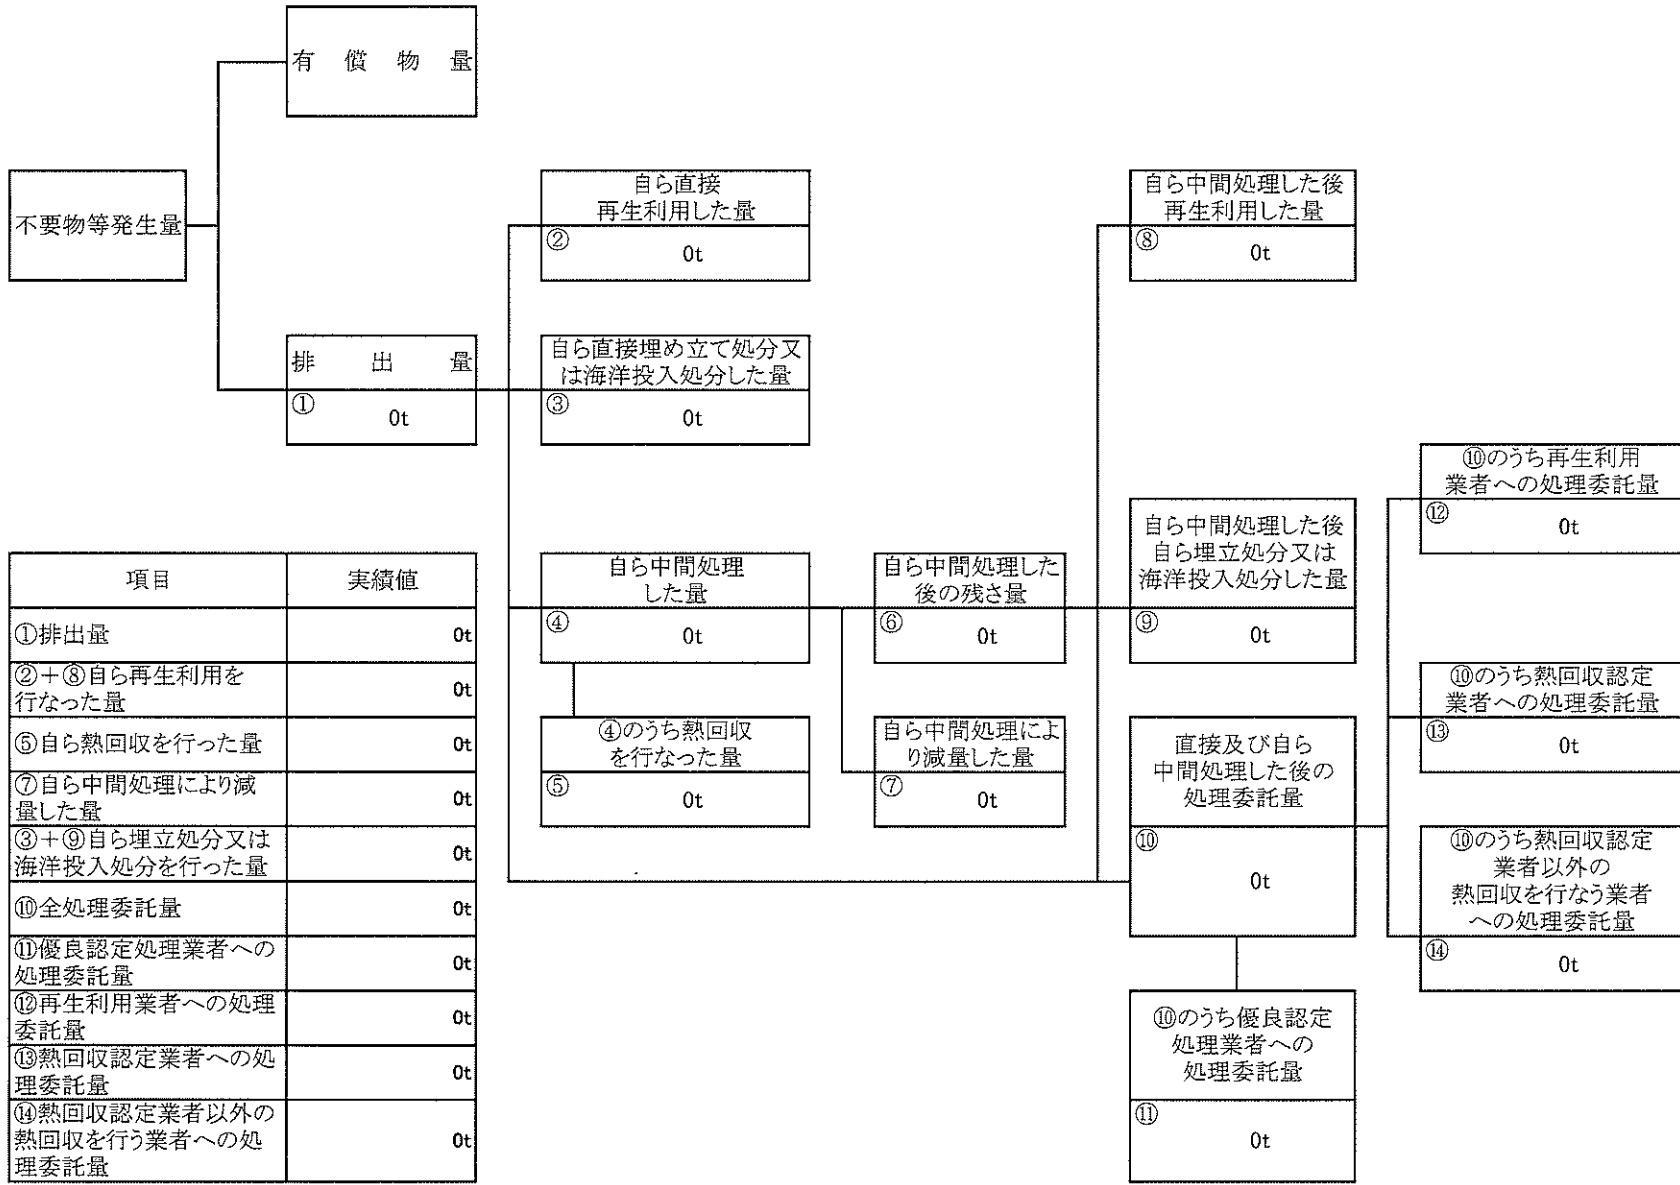 有償物量
不要物等発生量
排出量
①
0t
自ら直接
再生利用した量
②
0t
自ら直接埋め立て処分又
は海洋投入処分した量
③
0t
自ら中間処理
した量
④
0t
④のうち熱回収
を行なった量
⑤
0t
自ら中間処理した
後の残さ量
⑥
0t
自ら中間処理によ
り減量した量
⑦
0t
自ら中間処理した後
再生利用した量
⑧
0t
自ら中間処理した後
自ら埋立処分又は
海洋投入処分した量
⑨
0t
直接及び自ら
中間処理した後の
処理委託量
⑩
0t
⑩のうち優良認定
処理業者への
処理委託量
⑪
0t
⑩のうち再生利用
業者への処理委託量
⑫
0t
⑩のうち熱回収認定
業者への処理委託量
⑬
0t
⑩のうち熱回収認定
業者以外の
熱回収を行なう業者
への処理委託量
⑭
0t
項目 実績値
①排出量 0t
②+⑧自ら再生利用を
行なった量 0t
⑤自ら熱回収を行った量 0t
⑦自ら中間処理により減
量した量 0t
③+⑨自ら埋立処分又は
海洋投入処分を行った量 0t
⑩全処理委託量 0t
⑪優良認定処理業者への
処理委託量 0t
⑫再生利用業者への処理
委託量 0t
⑬熱回収認定業者への処
理委託量 0t
⑭熱回収認定業者以外の
熱回収を行う業者への処
理委託量 0t